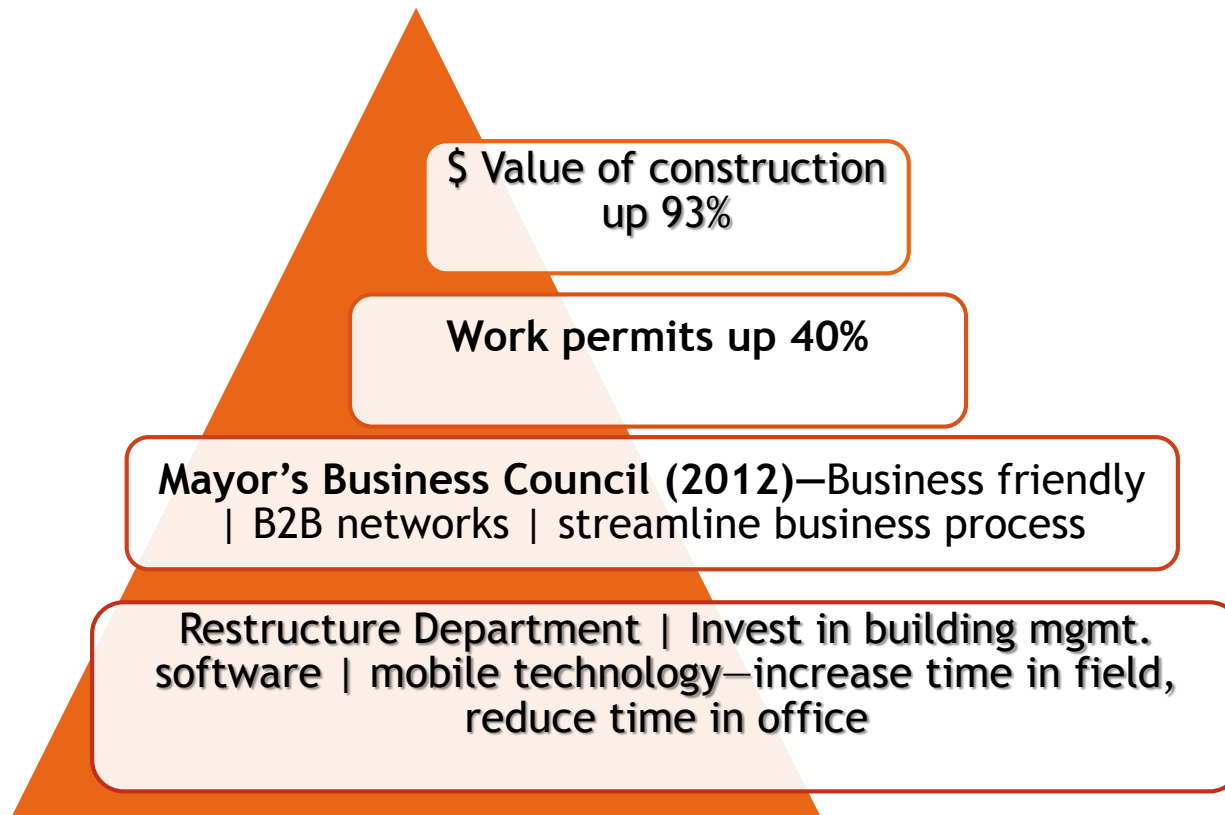 $ Value of construction
up 93%
Work permits up 40%
Mayor’s Business Council (2012)—Business friendly
| B2B networks | streamline business process
Restructure Department | Invest in building mgmt.
software | mobile technology—increase time in field,
reduce time in office